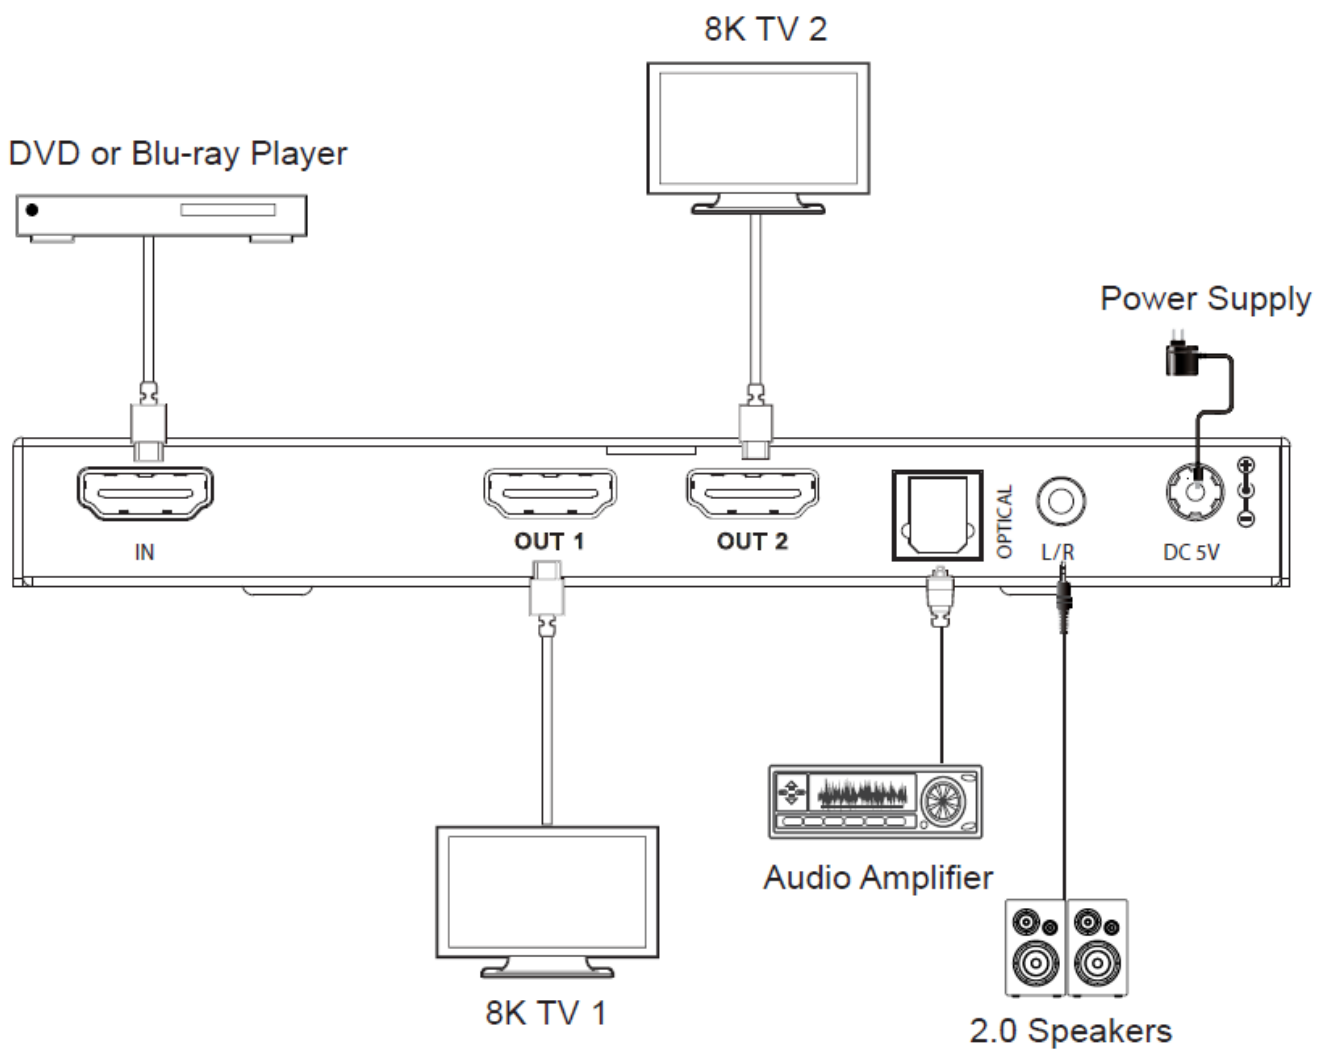 8K TV 2
DVD or Blu-ray Player
Power Supply
IN
OUT 1
OUT 2
OPTICAL
L/R
DC 5V
Audio Amplifier
8K TV 1
2.0 Speakers